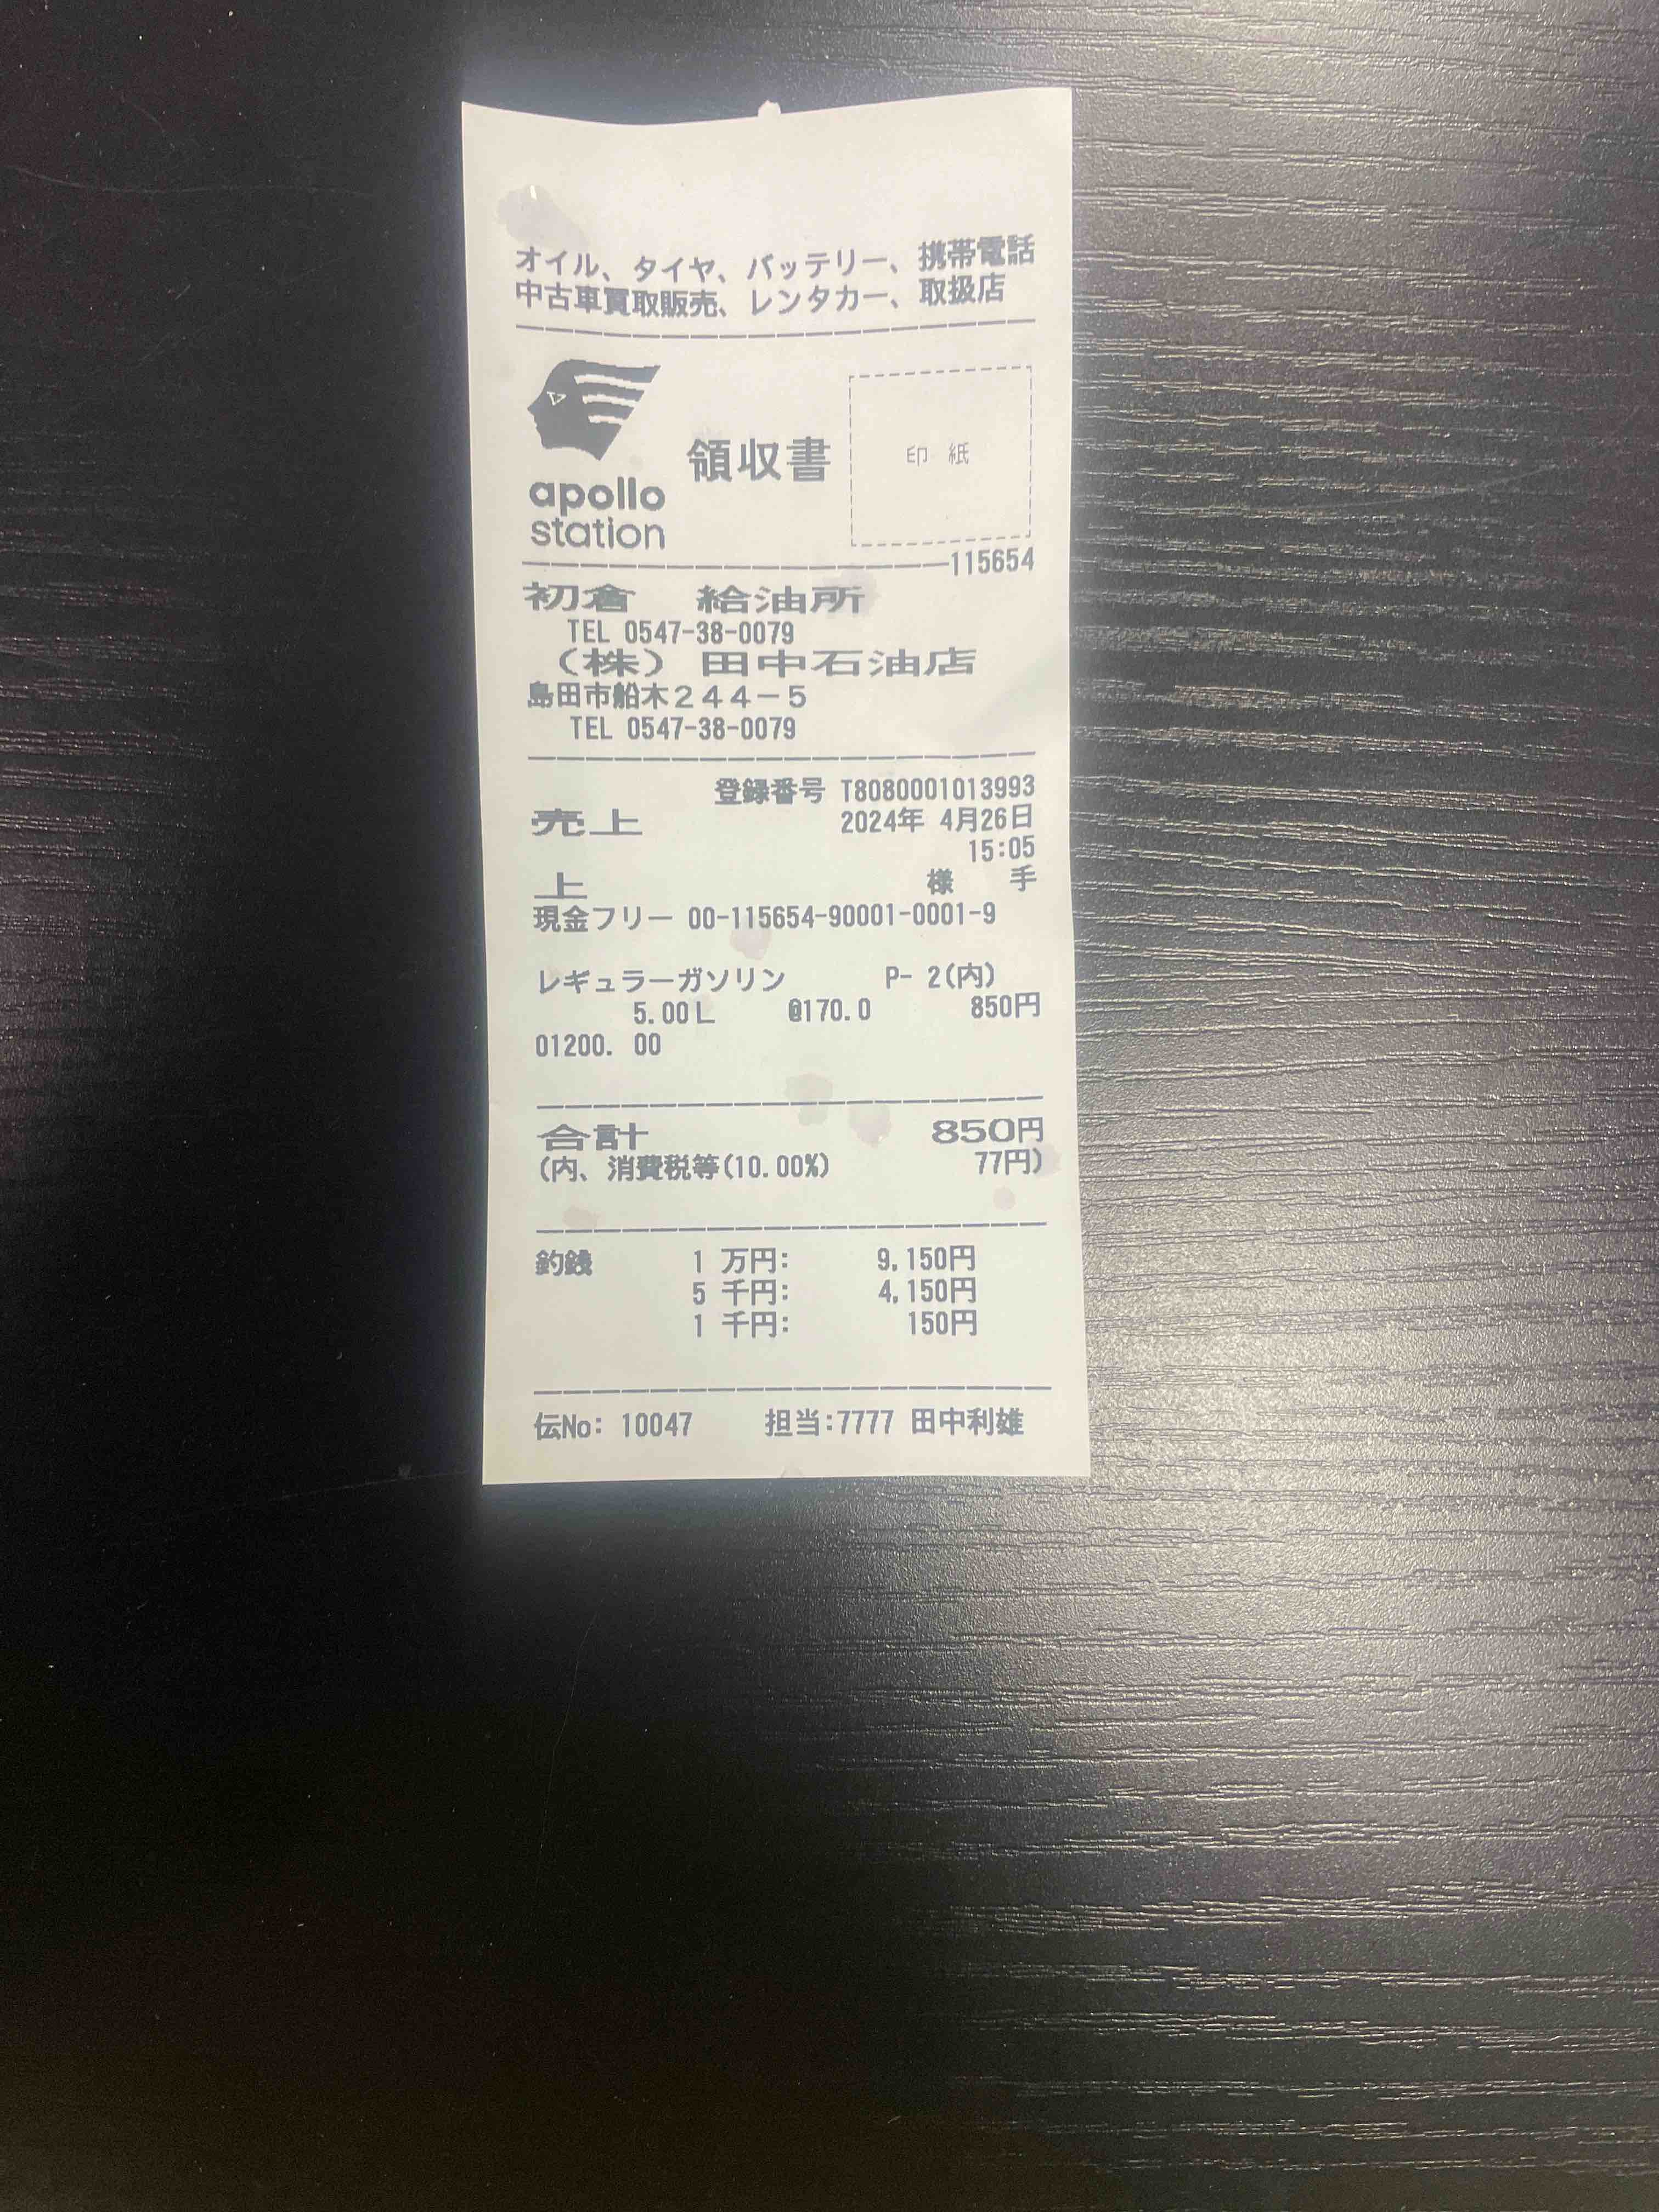 オイル、タイヤ、バッテリー、携帯電話
中古車買取販売、レンタカー、取扱店
apollo
station
領収書
印 紙
115654
初倉 給油所
TEL 0547-38-0079
(株) 田中石油店
島田市船木244-5
TEL 0547-38-0079
登録番号 T8080001013993
売上 2024年 4月26日
15:05
上 様 手
現金フリー 00-115654-90001-0001-9
レギュラーガソリン P- 2(内)
5.00L @170.0 850円
01200. 00
合計 850円
(内、消費税等(10.00%) 77円)
釣銭 1 万円: 9,150円
5 千円: 4,150円
1 千円: 150円
伝No: 10047 担当:7777 田中利雄